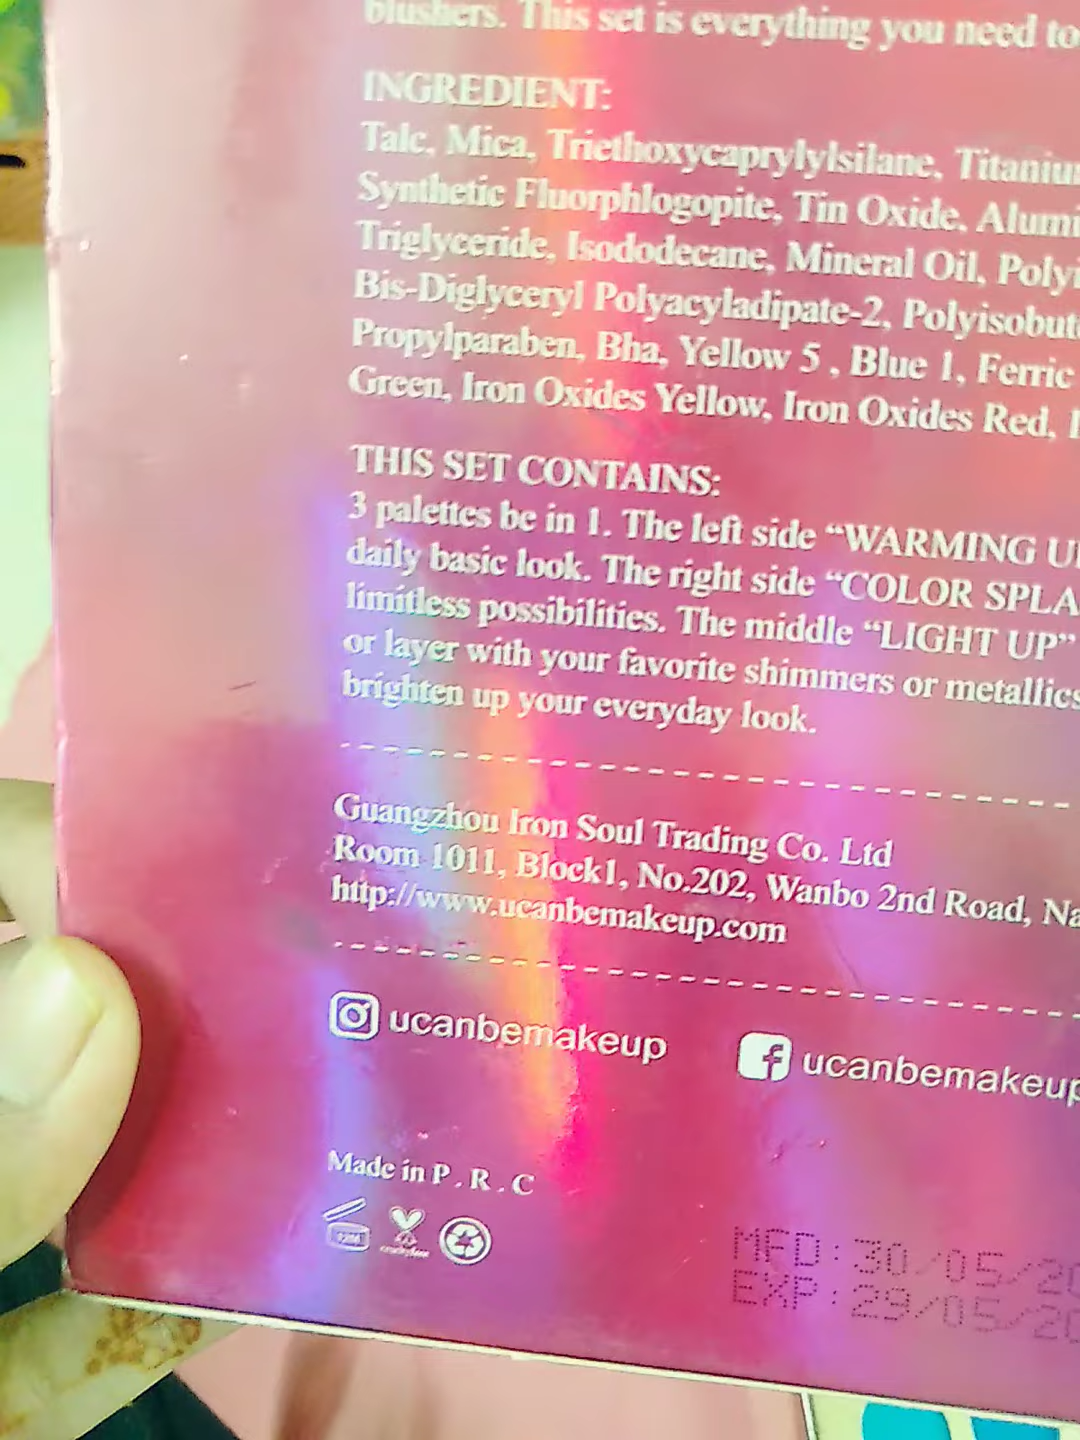 blushers. This set is everything you need to
INGREDIENT:
Talc, Mica, Triethoxycaprylylsilane, Titaniu
Synthetic Fluorphlogopite, Tin Oxide, Alumi
Triglyceride, Isododecane, Mineral Oil, Polyi
Bis-Diglyceryl Polyacyladipate-2, Polyisobut
Propylparaben, Bha, Yellow 5 , Blue 1, Ferric
Green, Iron Oxides Yellow, Iron Oxides Red,
THIS SET CONTAINS:
3 palettes be in 1. The left side “WARMING U
daily basic look. The right side “COLOR SPLA
limitless possibilities. The middle “LIGHT UP”
or layer with your favorite shimmers or metallics
brighten up your everyday look.
Guangzhou Iron Soul Trading Co. Ltd
Room 1011, Block1, No.202, Wanbo 2nd Road, Na
http://www.ucanbemakeup.com
ucanbemakeup
ucanbemakeup
Made in P . R . C
MFD: 30/05/20
EXP: 29/05/20